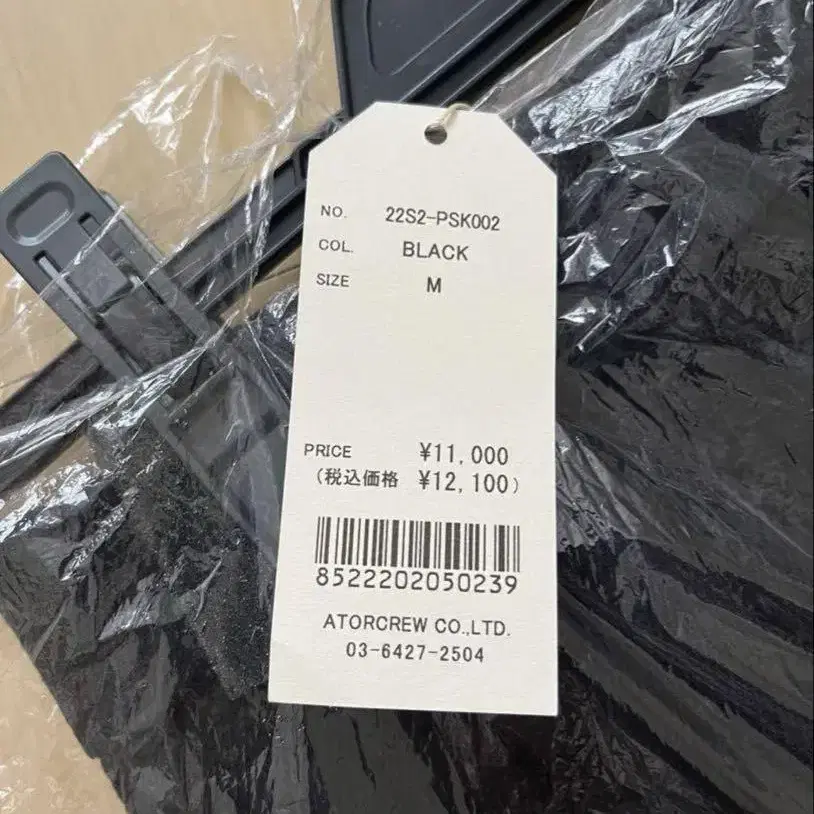 NO. 22S2-PSK002
COL. BLACK
SIZE M
PRICE ¥11,000
(税込価格 ¥12,100)
8522202050239
ATORCREW CO.,LTD.
03-6427-2504